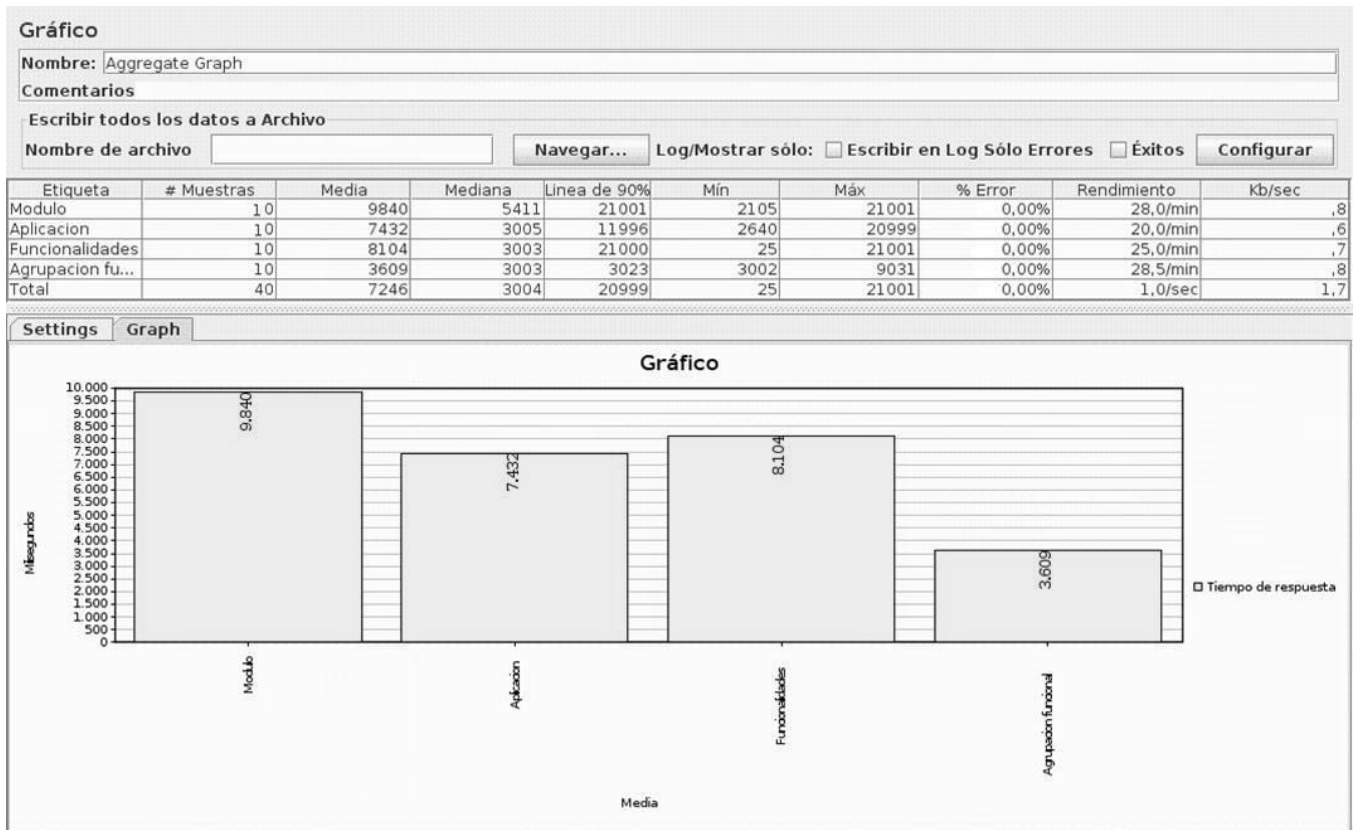 Gráfico
Nombre: Aggregate Graph
Comentarios
Escribir todos los datos a Archivo
Nombre de archivo Navegar... Log/Mostrar sólo: Escribir en Log Sólo Errores Éxitos Configurar
Etiqueta # Muestras Media Mediana Linea de 90% Mín Máx % Error Rendimiento Kb/sec
Modulo 10 9840 5411 21001 2105 21001 0,00% 28,0/min ,8
Aplicacion 10 7432 3005 11996 2640 20999 0,00% 20,0/min ,6
Funcionalidades 10 8104 3003 21000 25 21001 0,00% 25,0/min ,7
Agrupacion fu... 10 3609 3003 3023 3002 9031 0,00% 28,5/min ,8
Total 40 7246 3004 20999 25 21001 0,00% 1,0/sec 1,7
Settings Graph
Gráfico
10.000
9.500
9.000
8.500
8.000
7.500
7.000
6.500
6.000
5.500
5.000
4.500
4.000
3.500
3.000
2.500
2.000
1.500
1.000
500
0
Milisegundos
9.840
7.432
8.104
3.609
Tiempo de respuesta
Modulo
Aplicacion
Funcionalidades
Agrupacion funcional
Media